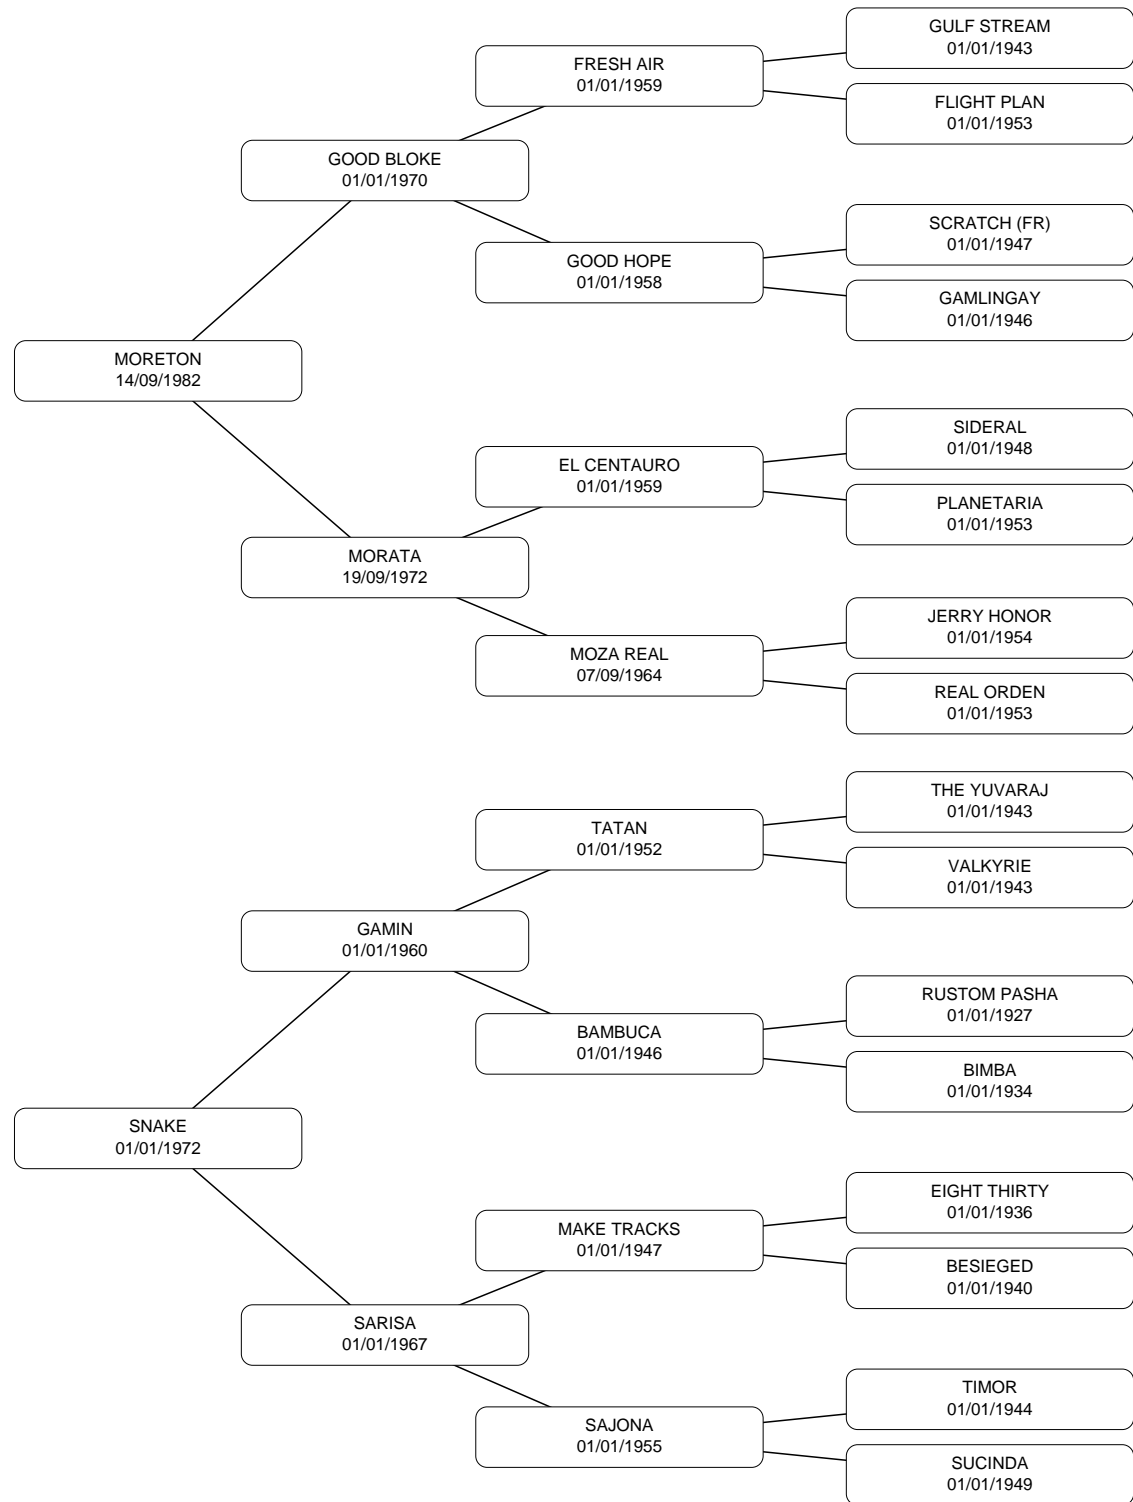 GULF STREAM
01/01/1943
FRESH AIR
01/01/1959
FLIGHT PLAN
01/01/1953
GOOD BLOKE
01/01/1970
SCRATCH (FR)
01/01/1947
GOOD HOPE
01/01/1958
GAMLINGAY
01/01/1946
MORETON
14/09/1982
SIDERAL
01/01/1948
EL CENTAURO
01/01/1959
PLANETARIA
01/01/1953
MORATA
19/09/1972
JERRY HONOR
01/01/1954
MOZA REAL
07/09/1964
REAL ORDEN
01/01/1953
THE YUVARAJ
01/01/1943
TATAN
01/01/1952
VALKYRIE
01/01/1943
GAMIN
01/01/1960
RUSTOM PASHA
01/01/1927
BAMBUCA
01/01/1946
BIMBA
01/01/1934
SNAKE
01/01/1972
EIGHT THIRTY
01/01/1936
MAKE TRACKS
01/01/1947
BESIEGED
01/01/1940
SARISA
01/01/1967
TIMOR
01/01/1944
SAJONA
01/01/1955
SUCINDA
01/01/1949